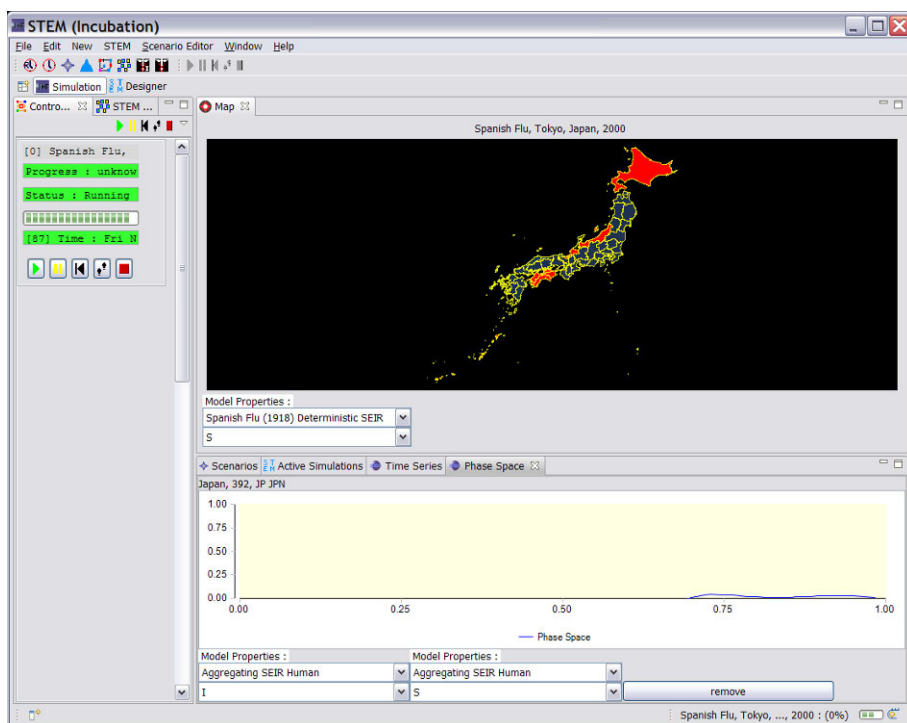 STEM (Incubation)
File Edit New STEM Scenario Editor Window Help
Simulation STEM Designer
Contro... STEM ...
Map
Spanish Flu, Tokyo, Japan, 2000
[0] Spanish Flu,
Progress : unknow
Status : Running
[87] Time : Fri N
Model Properties :
Spanish Flu (1918) Deterministic SEIR
S
Scenarios STEM Active Simulations Time Series Phase Space
Japan, 392, JP JPN
1.00
0.75
0.50
0.25
0.00
0.00 0.25 0.50 0.75 1.00
Phase Space
Model Properties : Model Properties :
Aggregating SEIR Human Aggregating SEIR Human
I S remove
Spanish Flu, Tokyo, ..., 2000 : (0%)